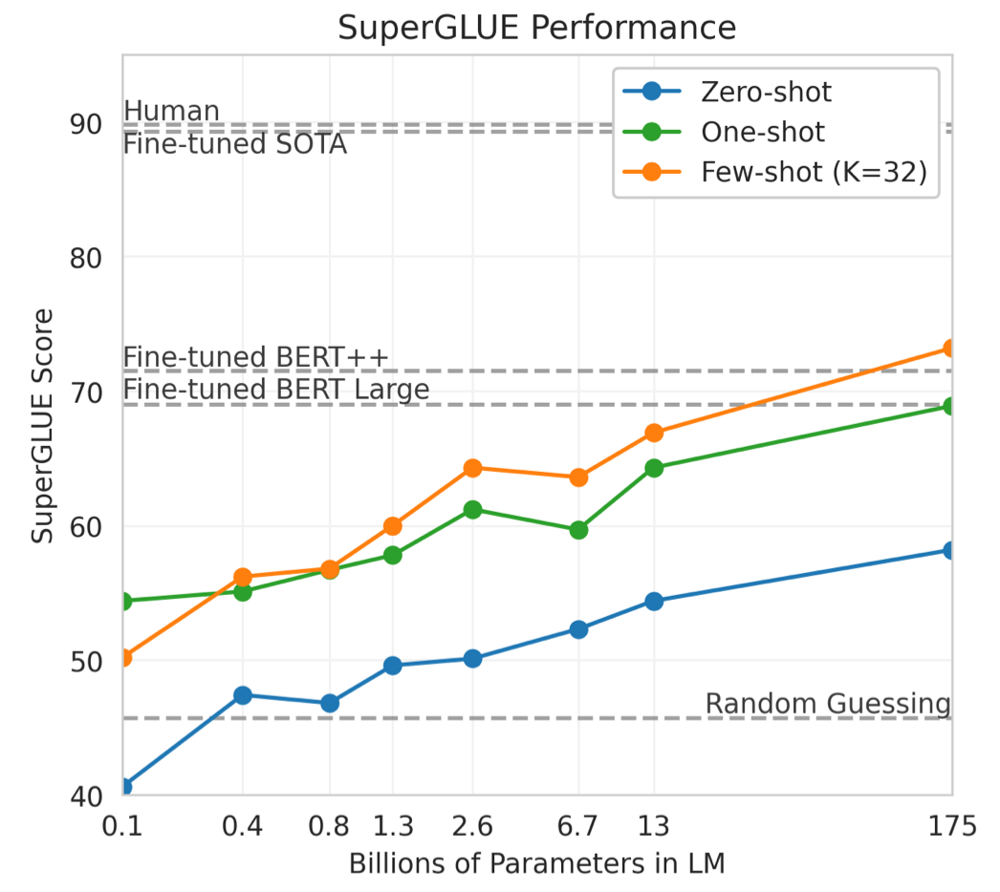 SuperGLUE Performance
Zero-shot
One-shot
Few-shot (K=32)
Human
Fine-tuned SOTA
Fine-tuned BERT++
Fine-tuned BERT Large
Random Guessing
SuperGLUE Score
90
80
70
60
50
40
0.1 0.4 0.8 1.3 2.6 6.7 13 175
Billions of Parameters in LM